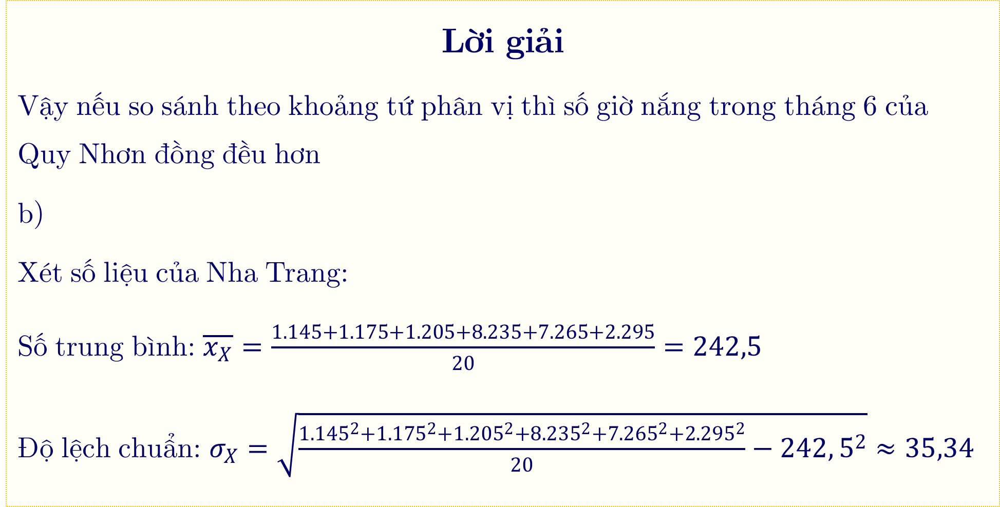 Lời giải
Vậy nếu so sánh theo khoảng tứ phân vị thì số giờ nắng trong tháng 6 của
Quy Nhơn đồng đều hơn
b)
Xét số liệu của Nha Trang:
Số trung bình: $\overline{x_X} = \frac{1.145+1.175+1.205+8.235+7.265+2.295}{20} = 242,5$
Độ lệch chuẩn: $\sigma_X = \sqrt{\frac{1.145^2+1.175^2+1.205^2+8.235^2+7.265^2+2.295^2}{20} - 242,5^2} \approx 35,34$